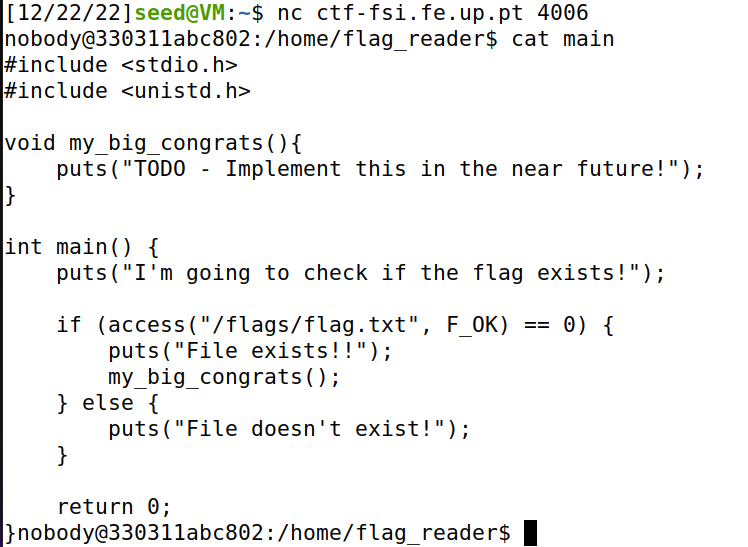 [12/22/22]seed@VM:~$ nc ctf-fsi.fe.up.pt 4006
nobody@330311abc802:/home/flag_reader$ cat main
#include <stdio.h>
#include <unistd.h>

void my_big_congrats(){
    puts("TODO - Implement this in the near future!");
}

int main() {
    puts("I'm going to check if the flag exists!");

    if (access("/flags/flag.txt", F_OK) == 0) {
        puts("File exists!!");
        my_big_congrats();
    } else {
        puts("File doesn't exist!");
    }

    return 0;
}nobody@330311abc802:/home/flag_reader$